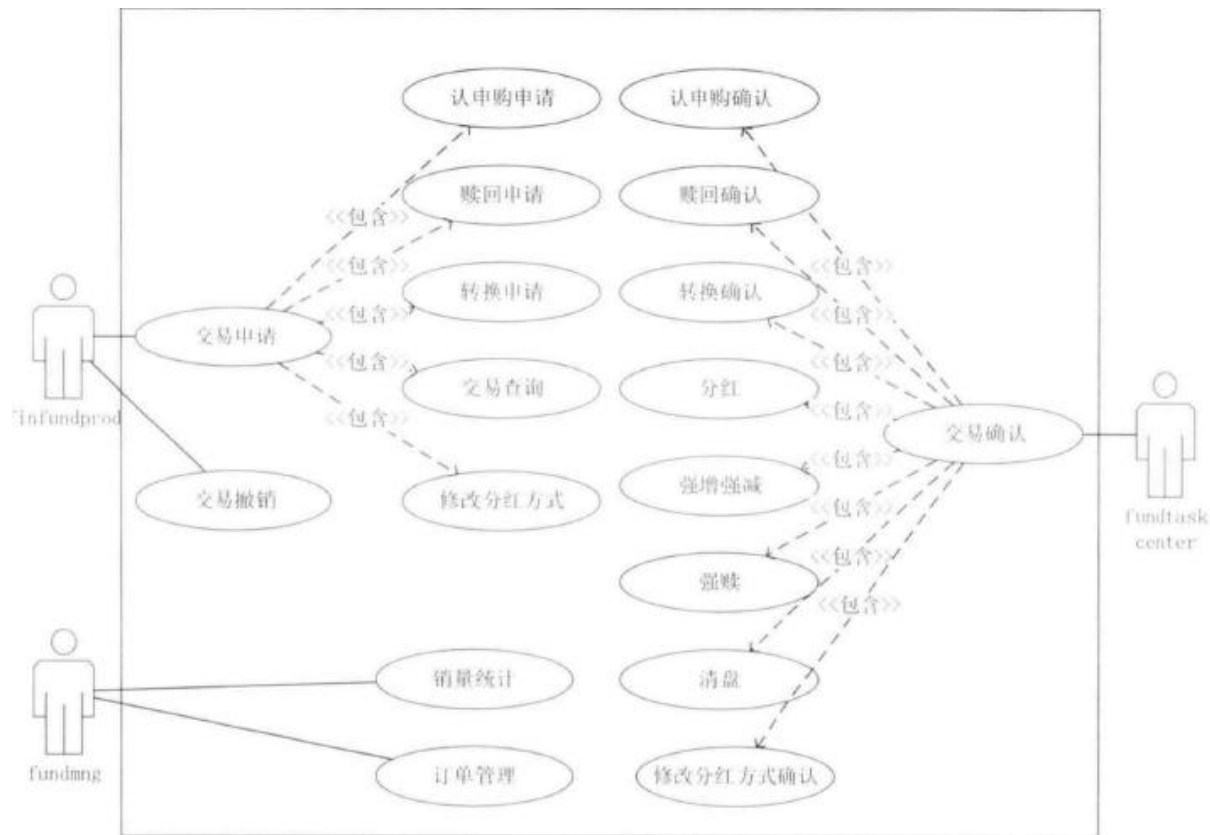 认申购申请
认申购确认
赎回申请
赎回确认
<<包含>>
<<包含>>
<<包含>>
<<包含>>
转换申请
转换确认
<<包含>>
<<包含>>
交易申请
<<包含>>
<<包含>>
交易查询
分红
<<包含>>
<<包含>>
infundprod
交易确认
<<包含>>
交易撤销
修改分红方式
强增强减
<<包含>>
fundtask
center
强赎
<<包含>>
<<包含>>
销量统计
清盘
fundmng
订单管理
修改分红方式确认